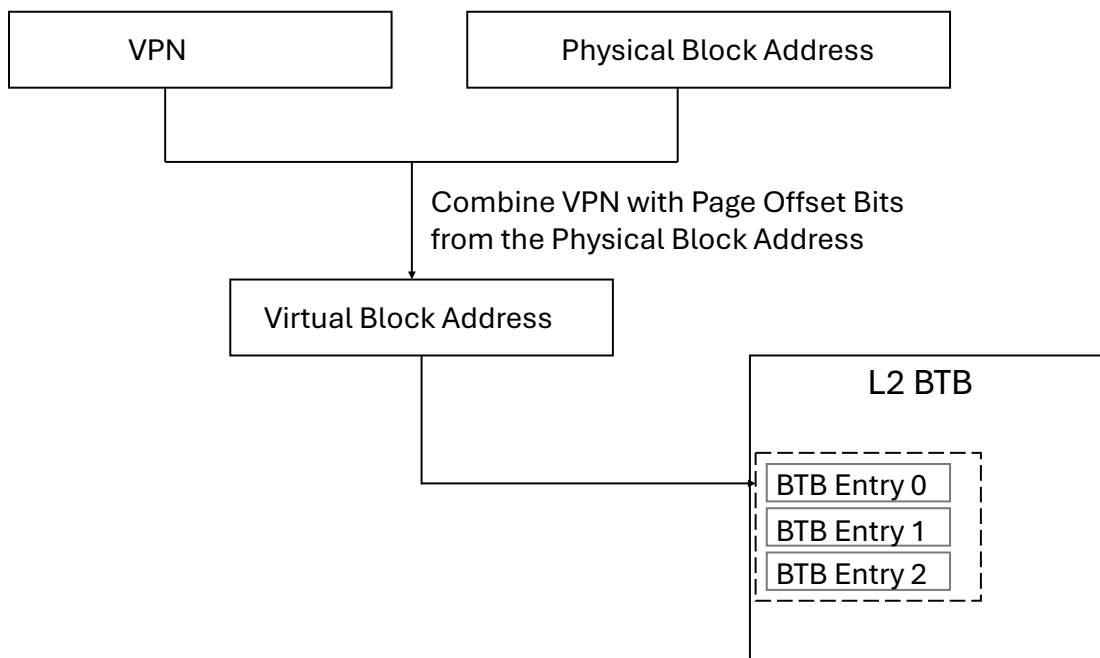 VPN
Physical Block Address
Combine VPN with Page Offset Bits
from the Physical Block Address
Virtual Block Address
L2 BTB
BTB Entry 0
BTB Entry 1
BTB Entry 2